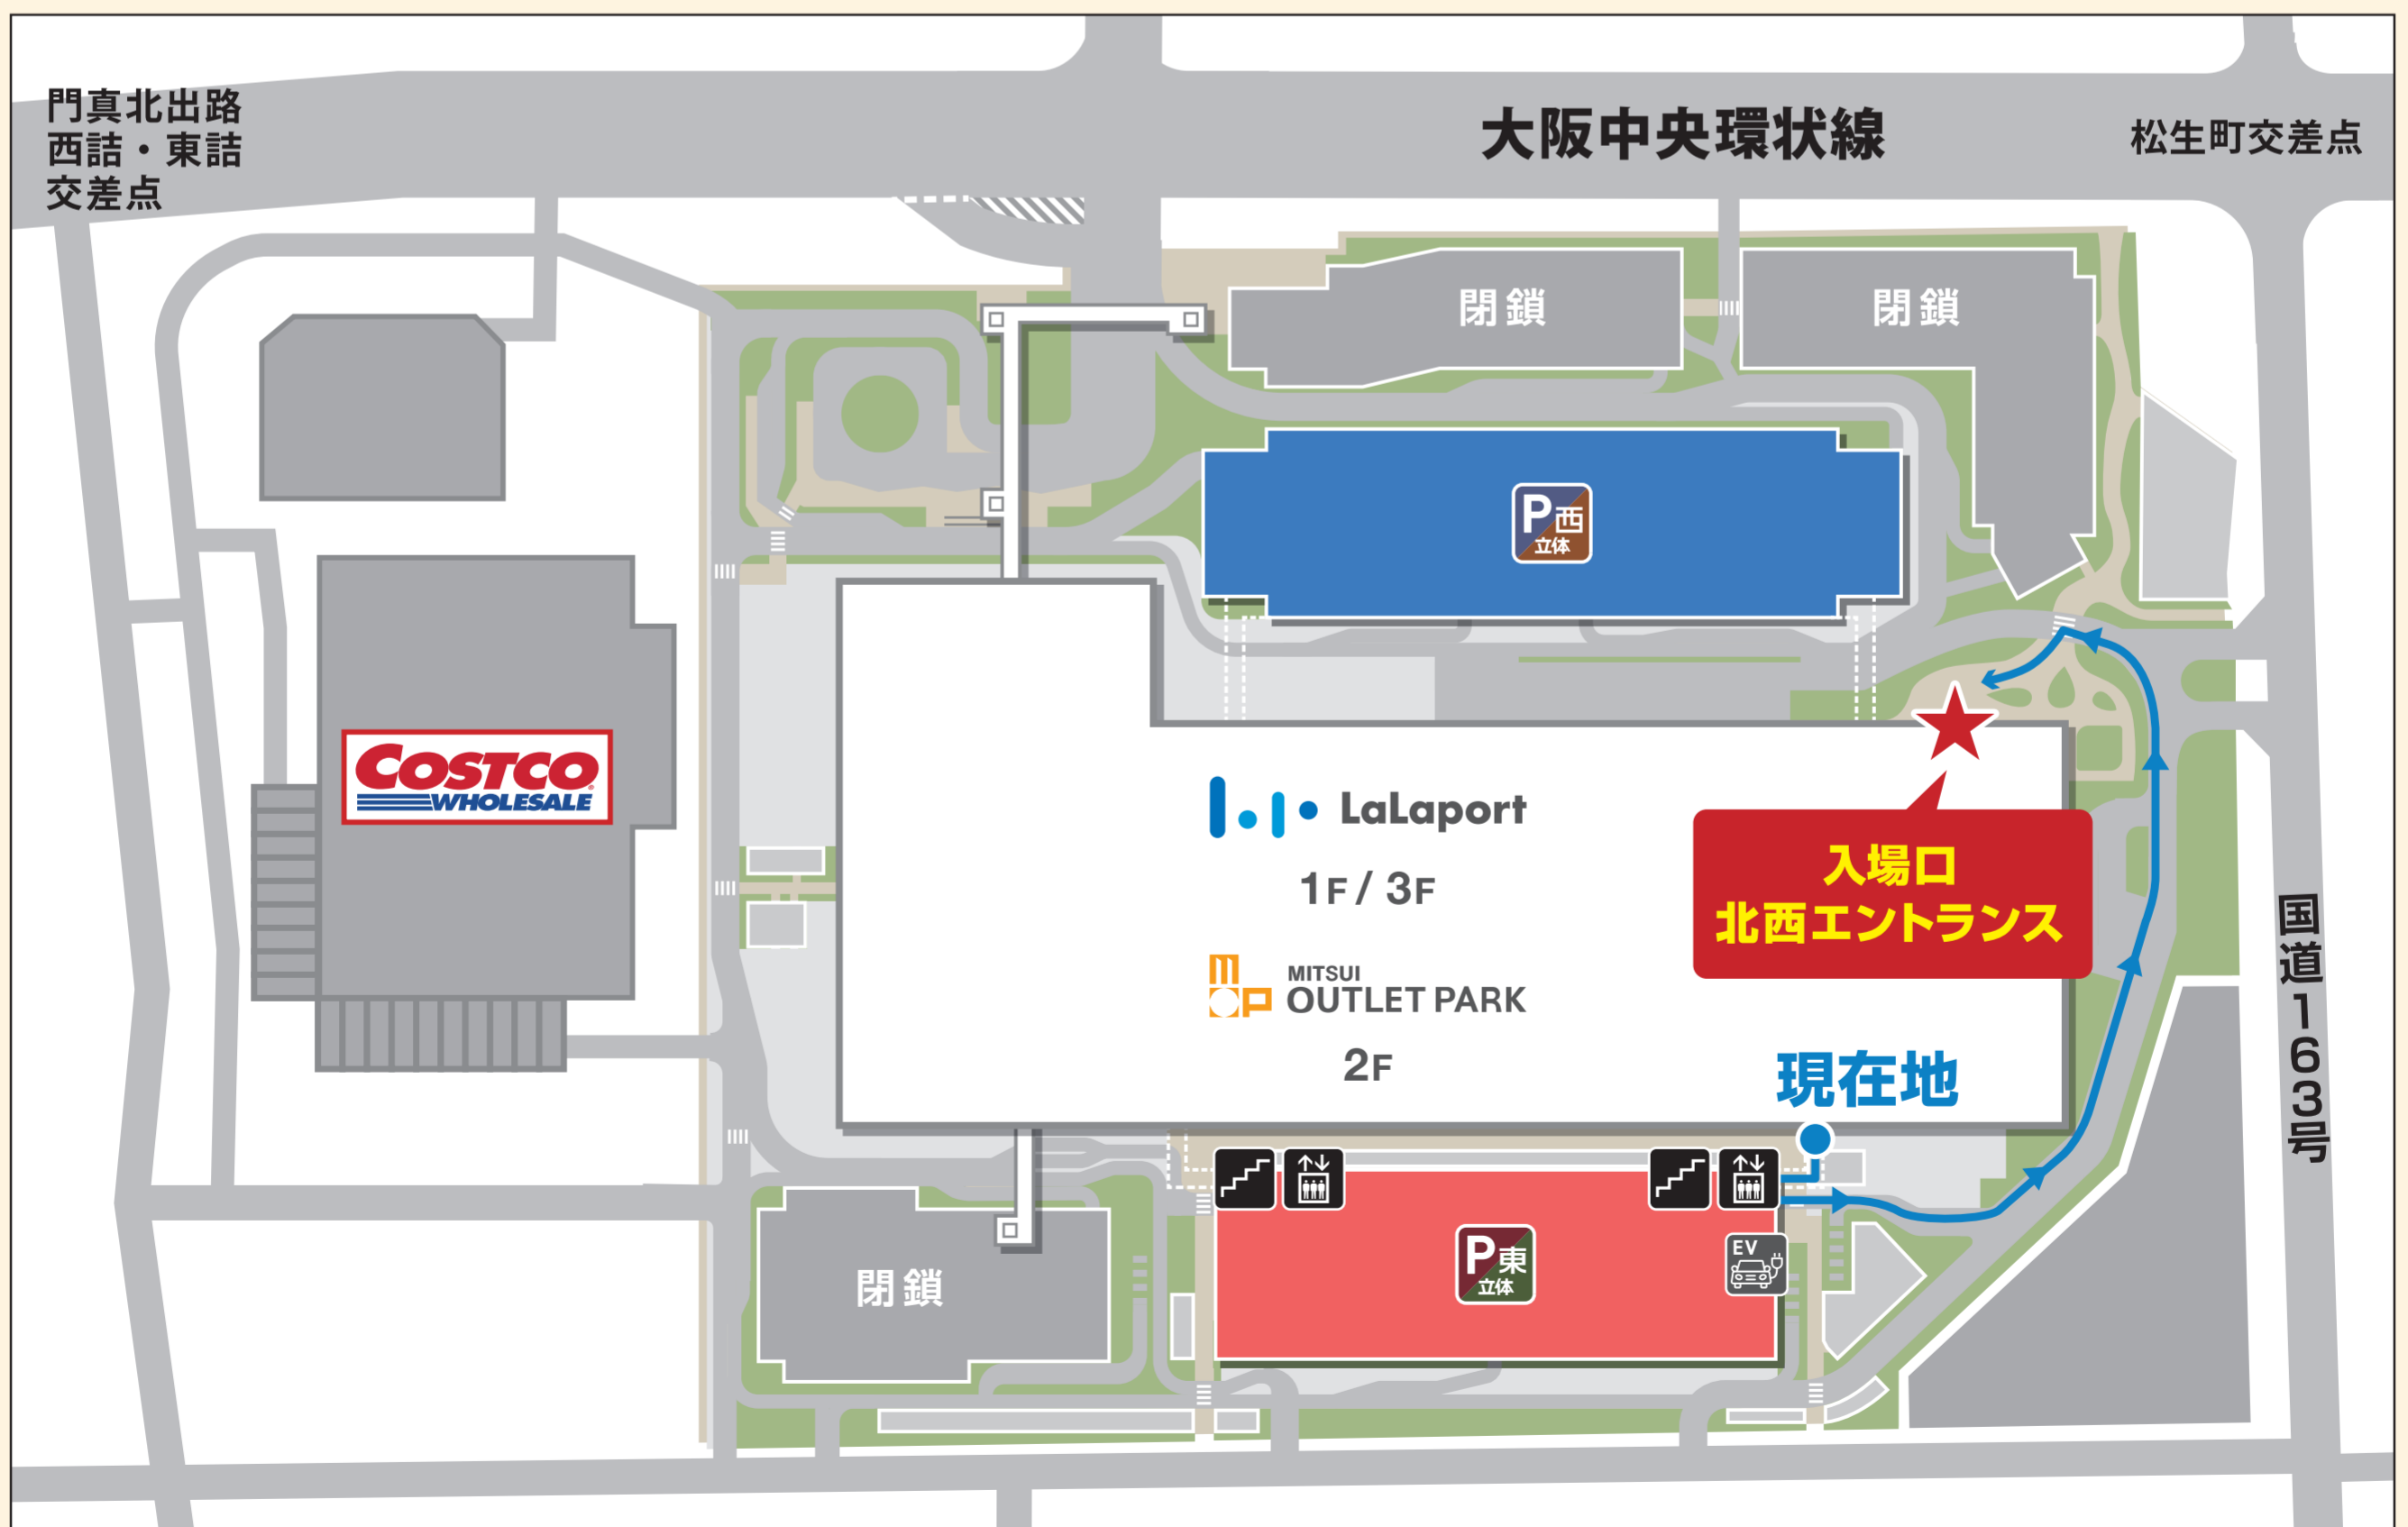 門真北出路
西詰・東詰
交差点
大阪中央環状線
松生町交差点
閉鎖
閉鎖
P西
立体
COSTCO
WHOLESALE
LaLaport
1F / 3F
MITSUI
OUTLET PARK
2F
入場口
北西エントランス
国道163号
現在地
閉鎖
P東
立体
EV